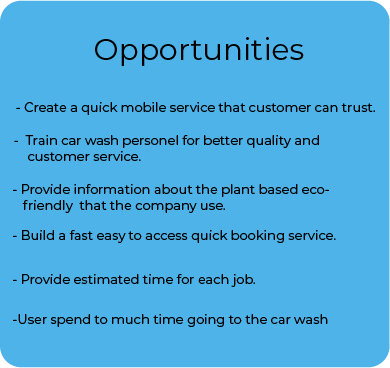 Opportunities
- Create a quick mobile service that customer can trust.
- Train car wash personel for better quality and
customer service.
- Provide information about the plant based eco-
friendly that the company use.
- Build a fast easy to access quick booking service.
- Provide estimated time for each job.
-User spend to much time going to the car wash